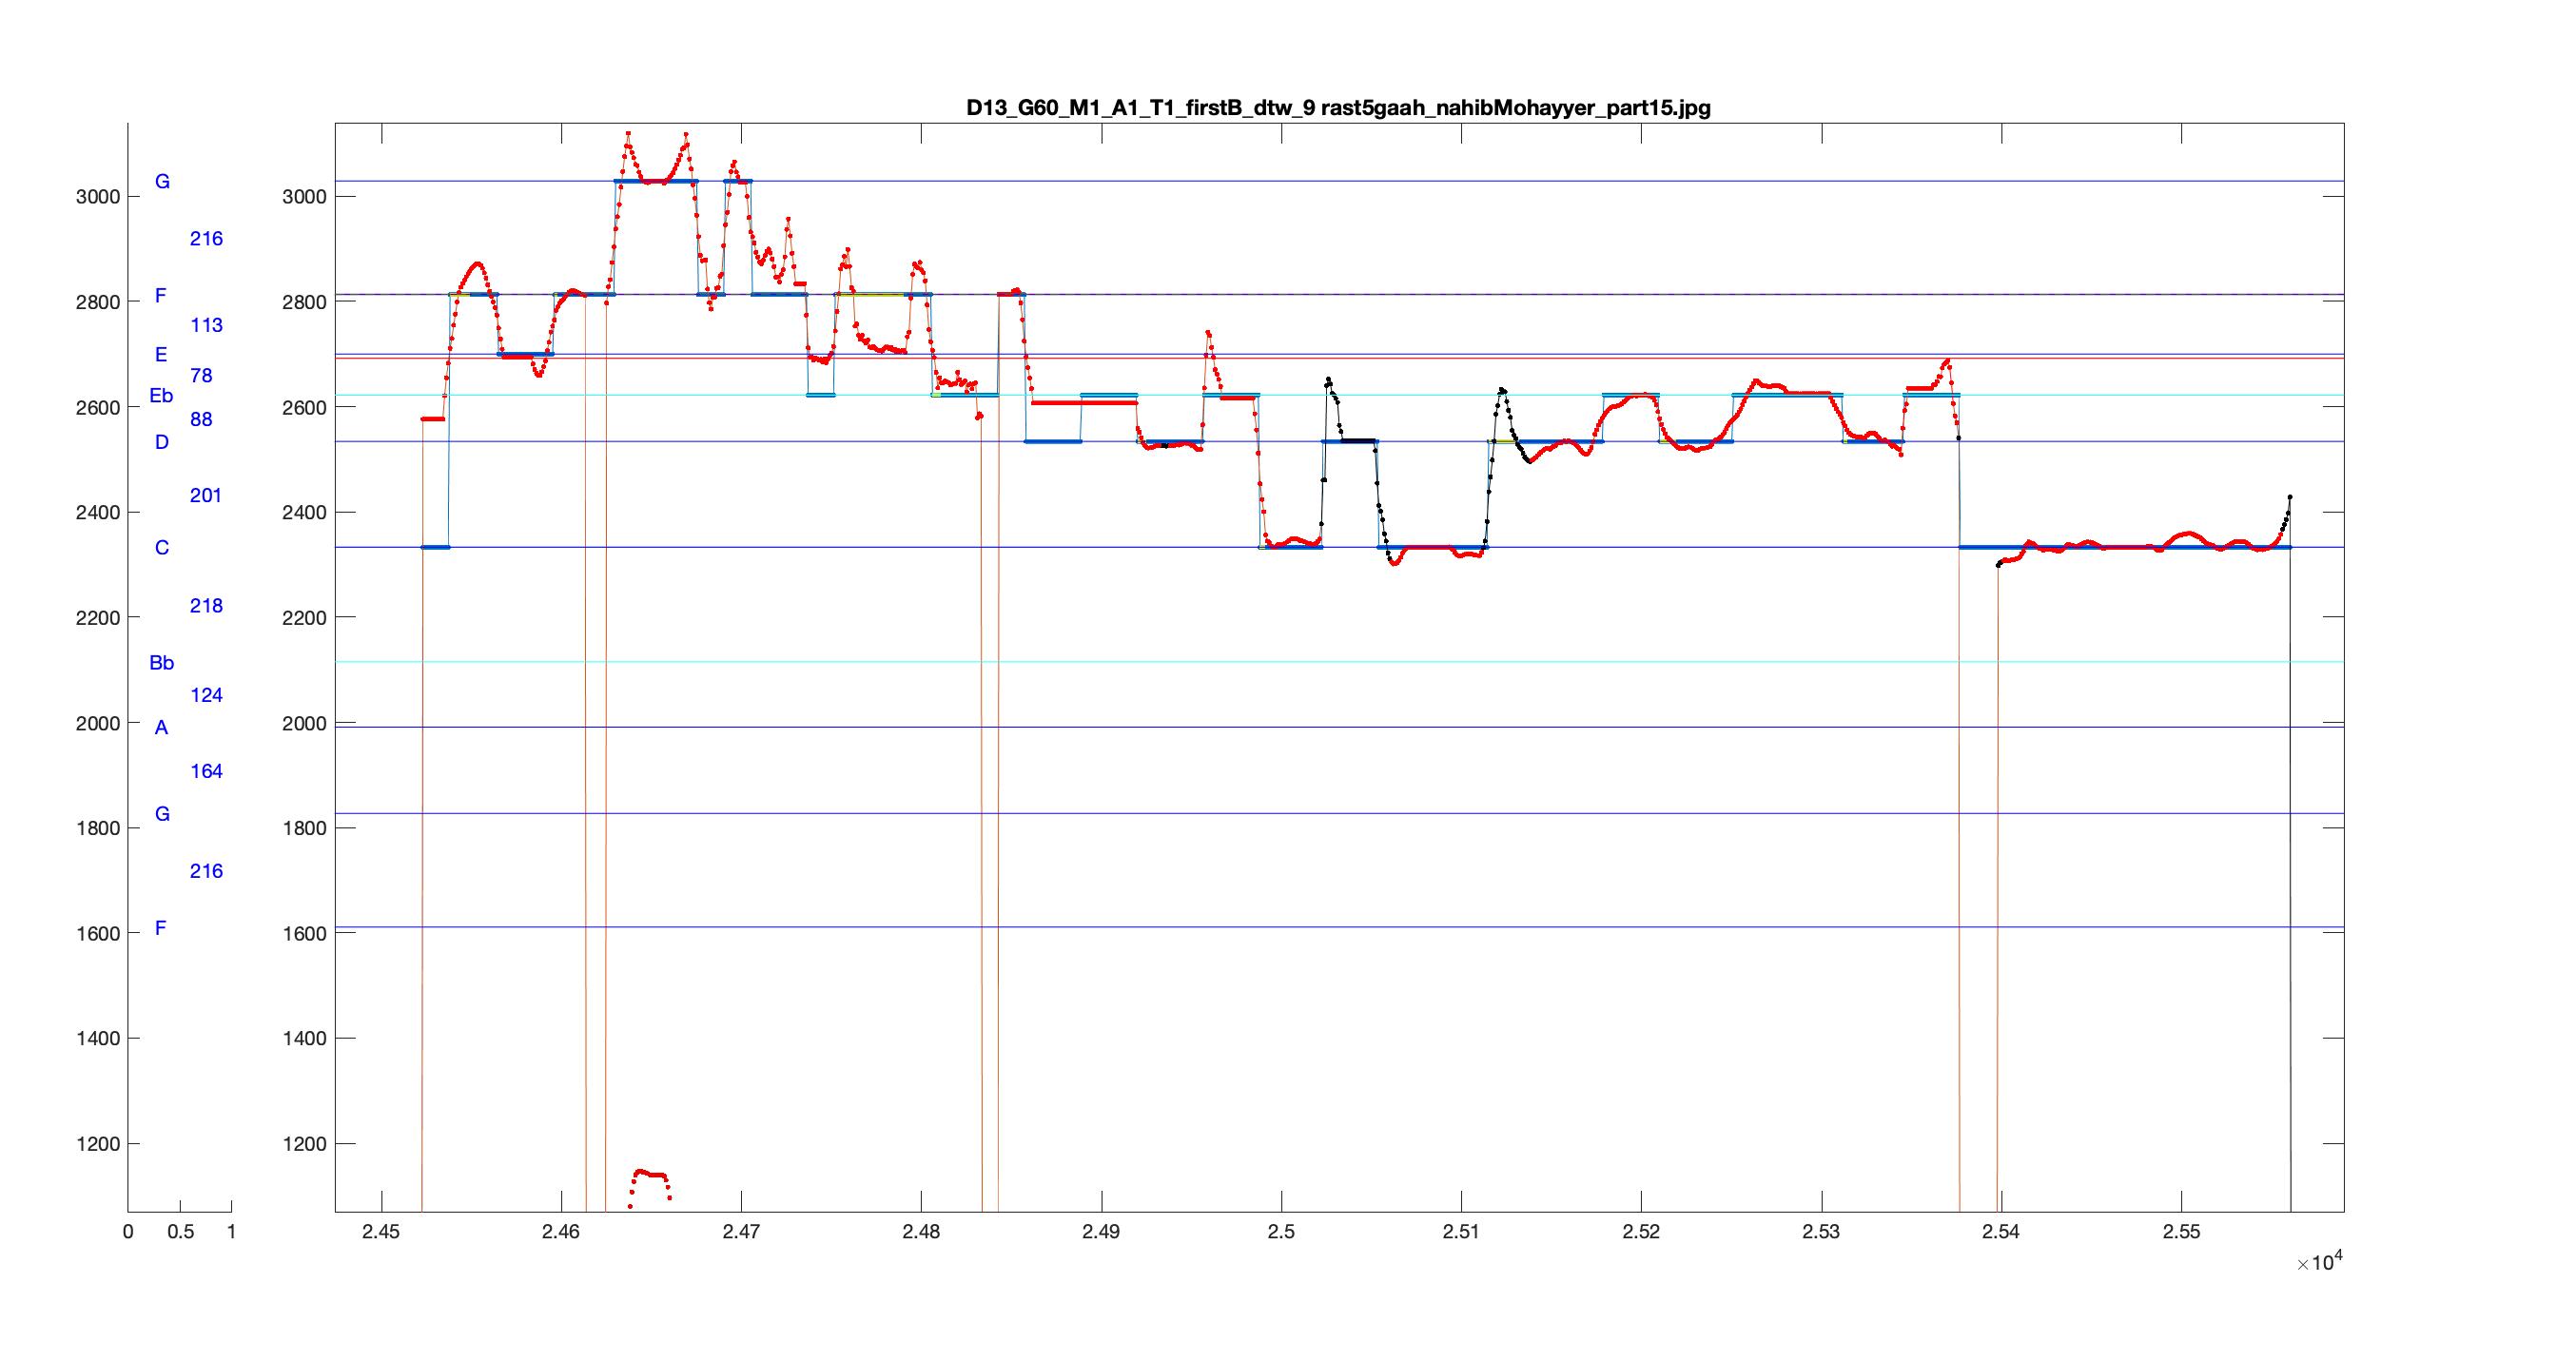 D13_G60_M1_A1_T1_firstB_dtw_9 rast5gaah_nahibMohayyer_part15.jpg
3000 G 3000
216
2800 F 2800
113
E
78
2600 Eb 2600
88
D
201
2400 2400
C
218
2200 2200
Bb
124
2000 A 2000
164
1800 G 1800
216
1600 F 1600
1400 1400
1200 1200
0 0.5 1 2.45 2.46 2.47 2.48 2.49 2.5 2.51 2.52 2.53 2.54 2.55
×10^4